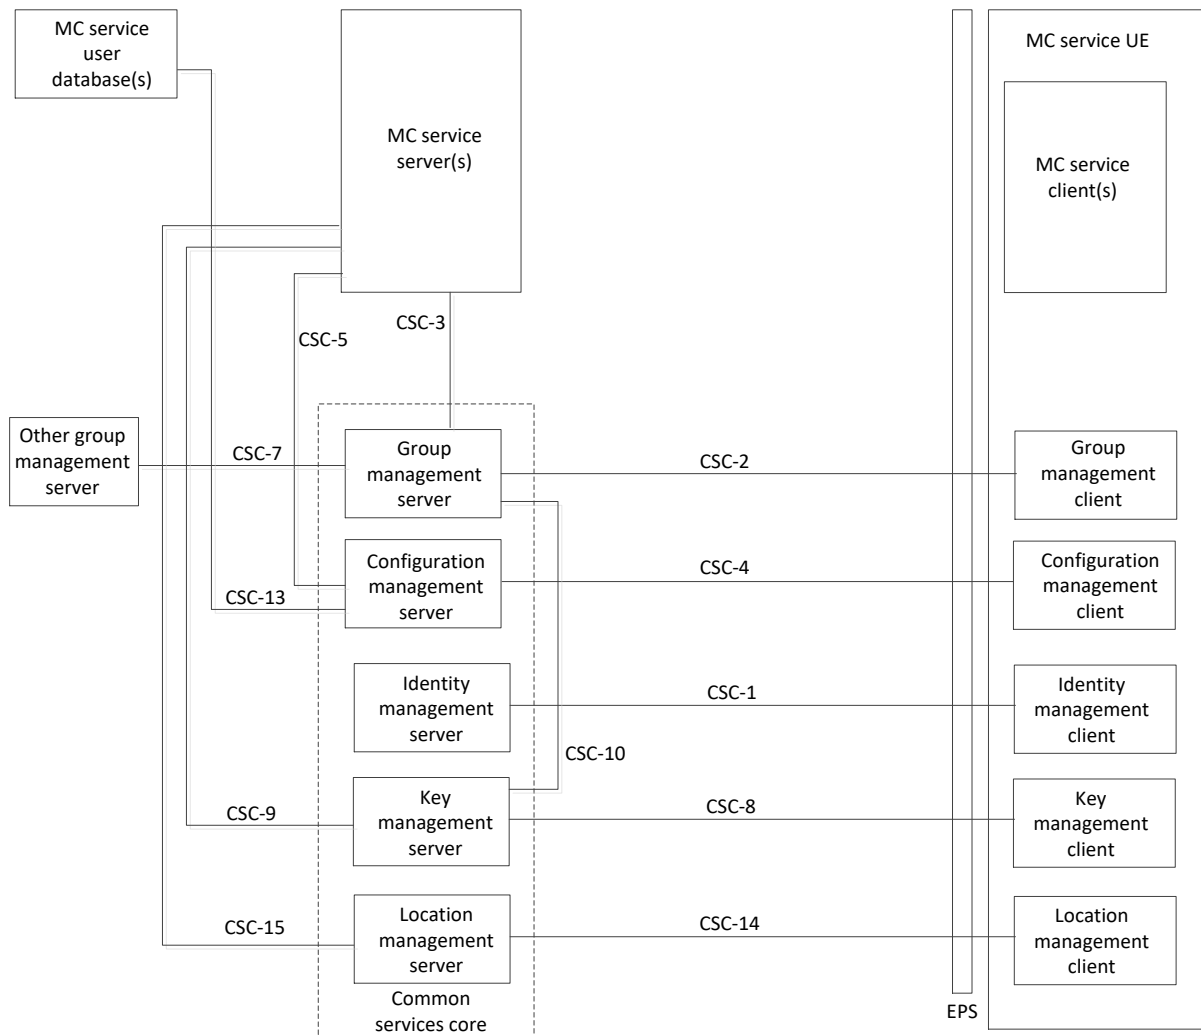 MC service
user
database(s)
MC service
server(s)
MC service UE
MC service
client(s)
CSC-3
CSC-5
Other group
management
server
CSC-7
Group
management
server
CSC-2
Group
management
client
Configuration
management
server
CSC-4
Configuration
management
client
CSC-13
Identity
management
server
CSC-1
Identity
management
client
CSC-10
Key
management
server
CSC-9
CSC-8
Key
management
client
CSC-15
Location
management
server
CSC-14
Location
management
client
Common
services core
EPS